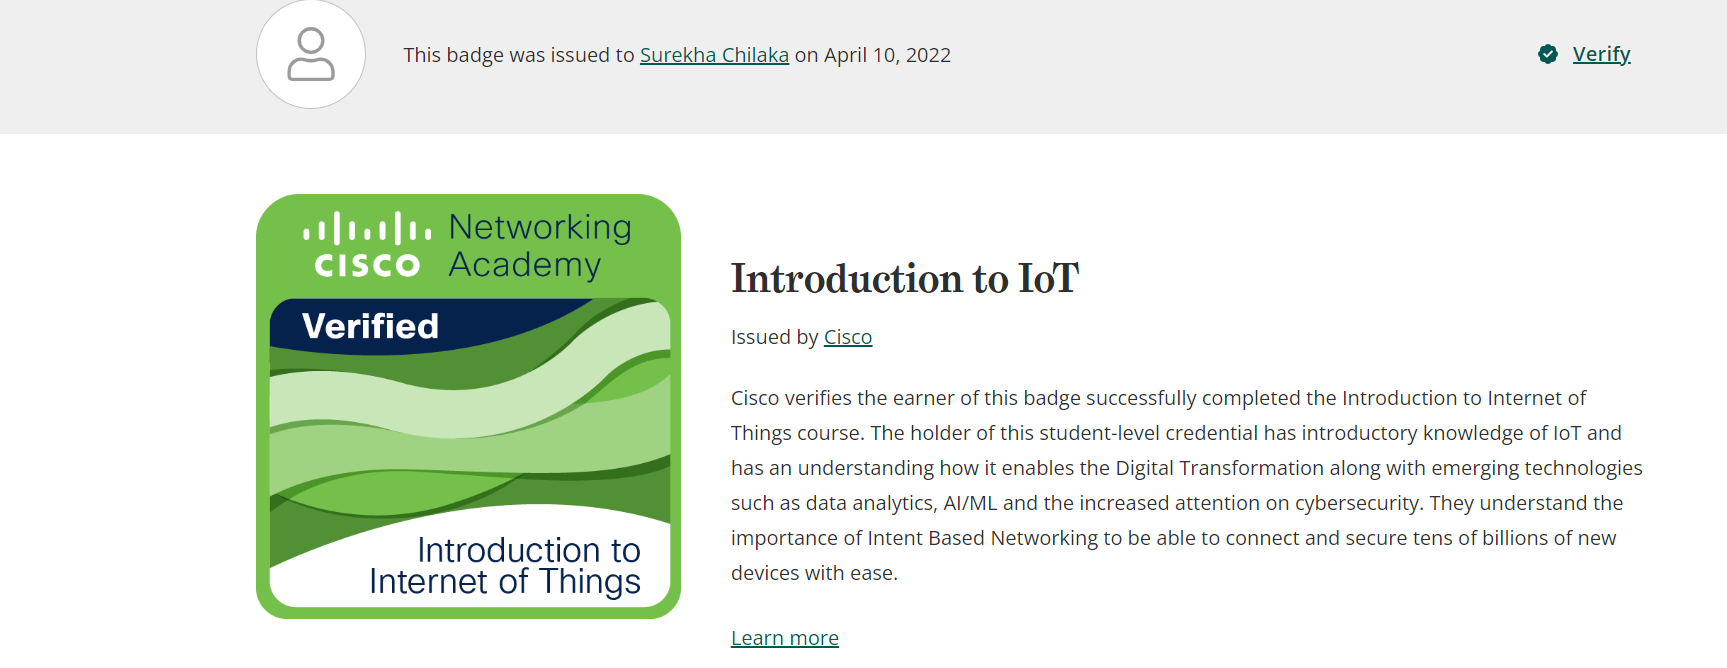 This badge was issued to Surekha Chilaka on April 10, 2022
Verify
Networking
Academy
CISCO
Verified
Introduction to
Internet of Things
Introduction to IoT
Issued by Cisco
Cisco verifies the earner of this badge successfully completed the Introduction to Internet of
Things course. The holder of this student-level credential has introductory knowledge of IoT and
has an understanding how it enables the Digital Transformation along with emerging technologies
such as data analytics, AI/ML and the increased attention on cybersecurity. They understand the
importance of Intent Based Networking to be able to connect and secure tens of billions of new
devices with ease.
Learn more